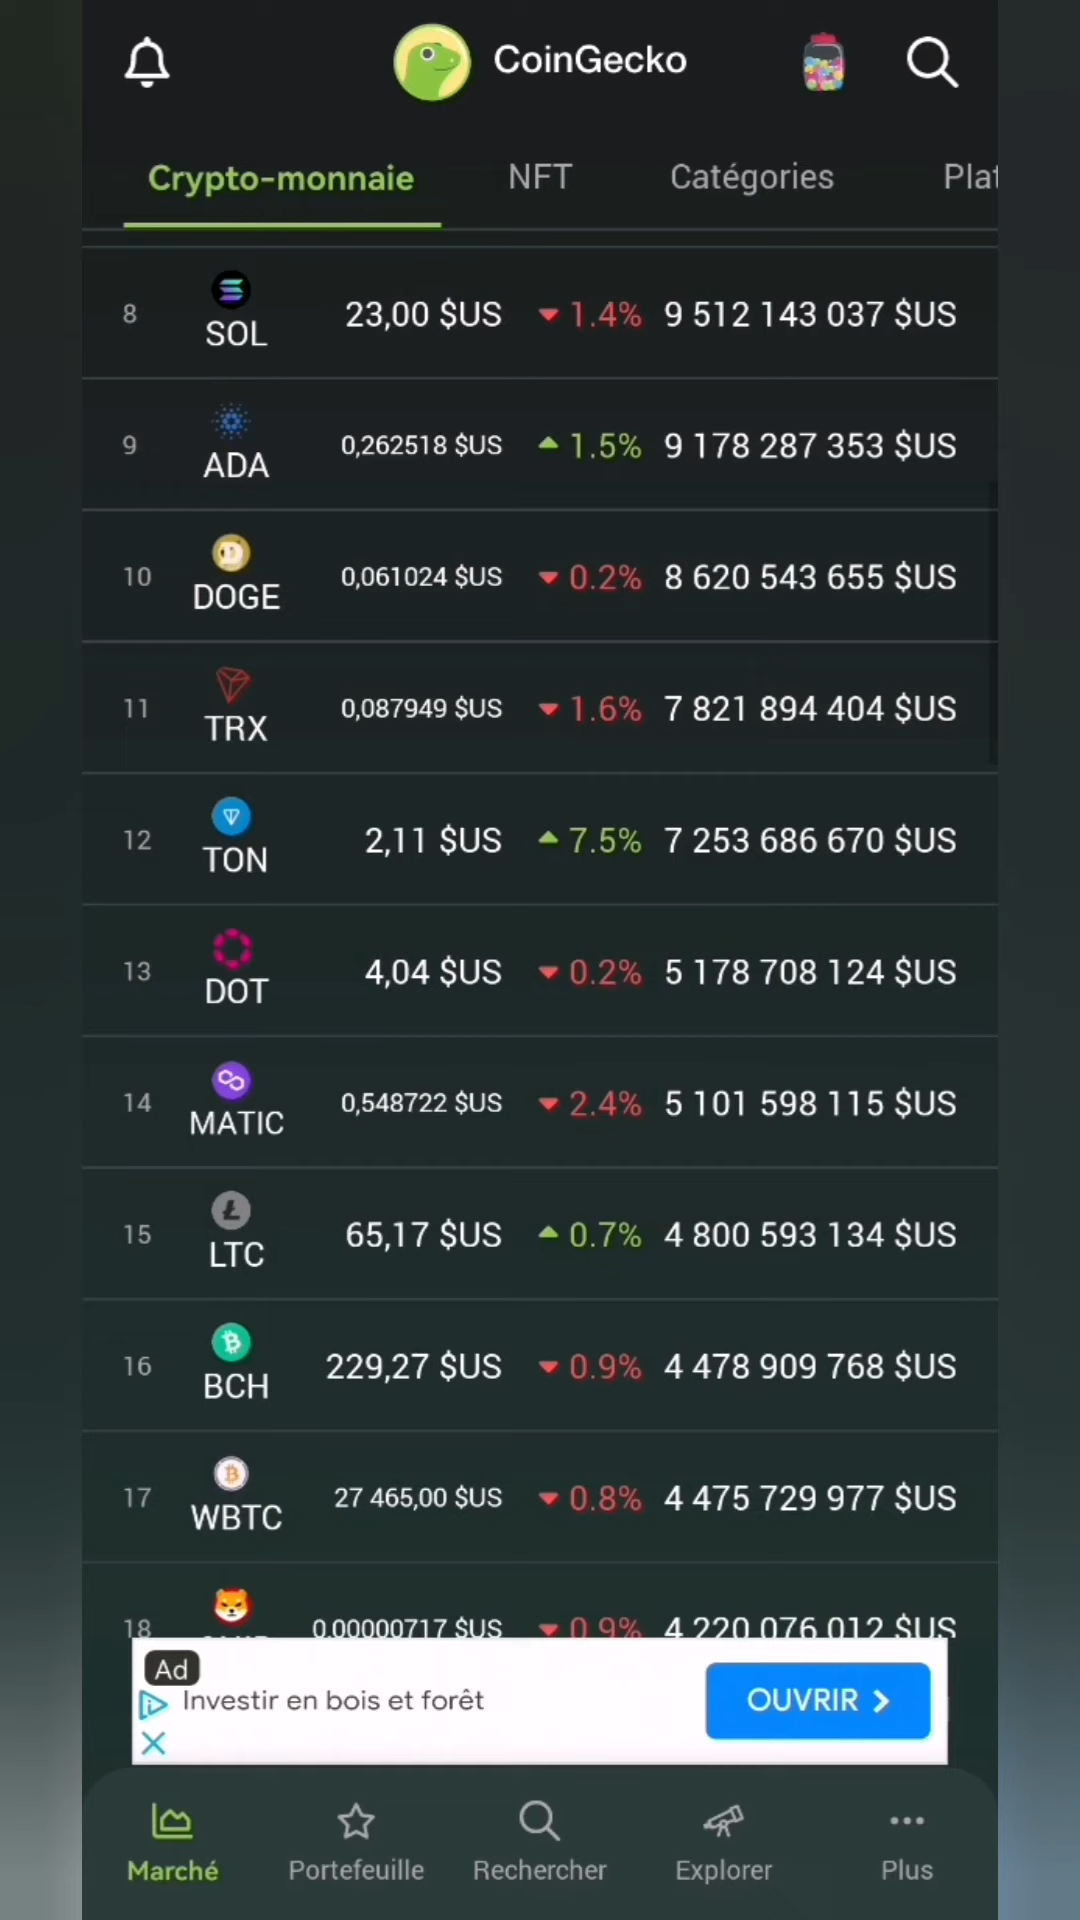 CoinGecko
Crypto-monnaie NFT Catégories Plat
8 SOL 23,00 $US 1.4% 9 512 143 037 $US
9 ADA 0,262518 $US 1.5% 9 178 287 353 $US
10 DOGE 0,061024 $US 0.2% 8 620 543 655 $US
11 TRX 0,087949 $US 1.6% 7 821 894 404 $US
12 TON 2,11 $US 7.5% 7 253 686 670 $US
13 DOT 4,04 $US 0.2% 5 178 708 124 $US
14 MATIC 0,548722 $US 2.4% 5 101 598 115 $US
15 LTC 65,17 $US 0.7% 4 800 593 134 $US
16 BCH 229,27 $US 0.9% 4 478 909 768 $US
17 WBTC 27 465,00 $US 0.8% 4 475 729 977 $US
18 0,00000717 $US 0.9% 4 220 076 012 $US
Ad
Investir en bois et forêt
OUVRIR
Marché Portefeuille Rechercher Explorer Plus